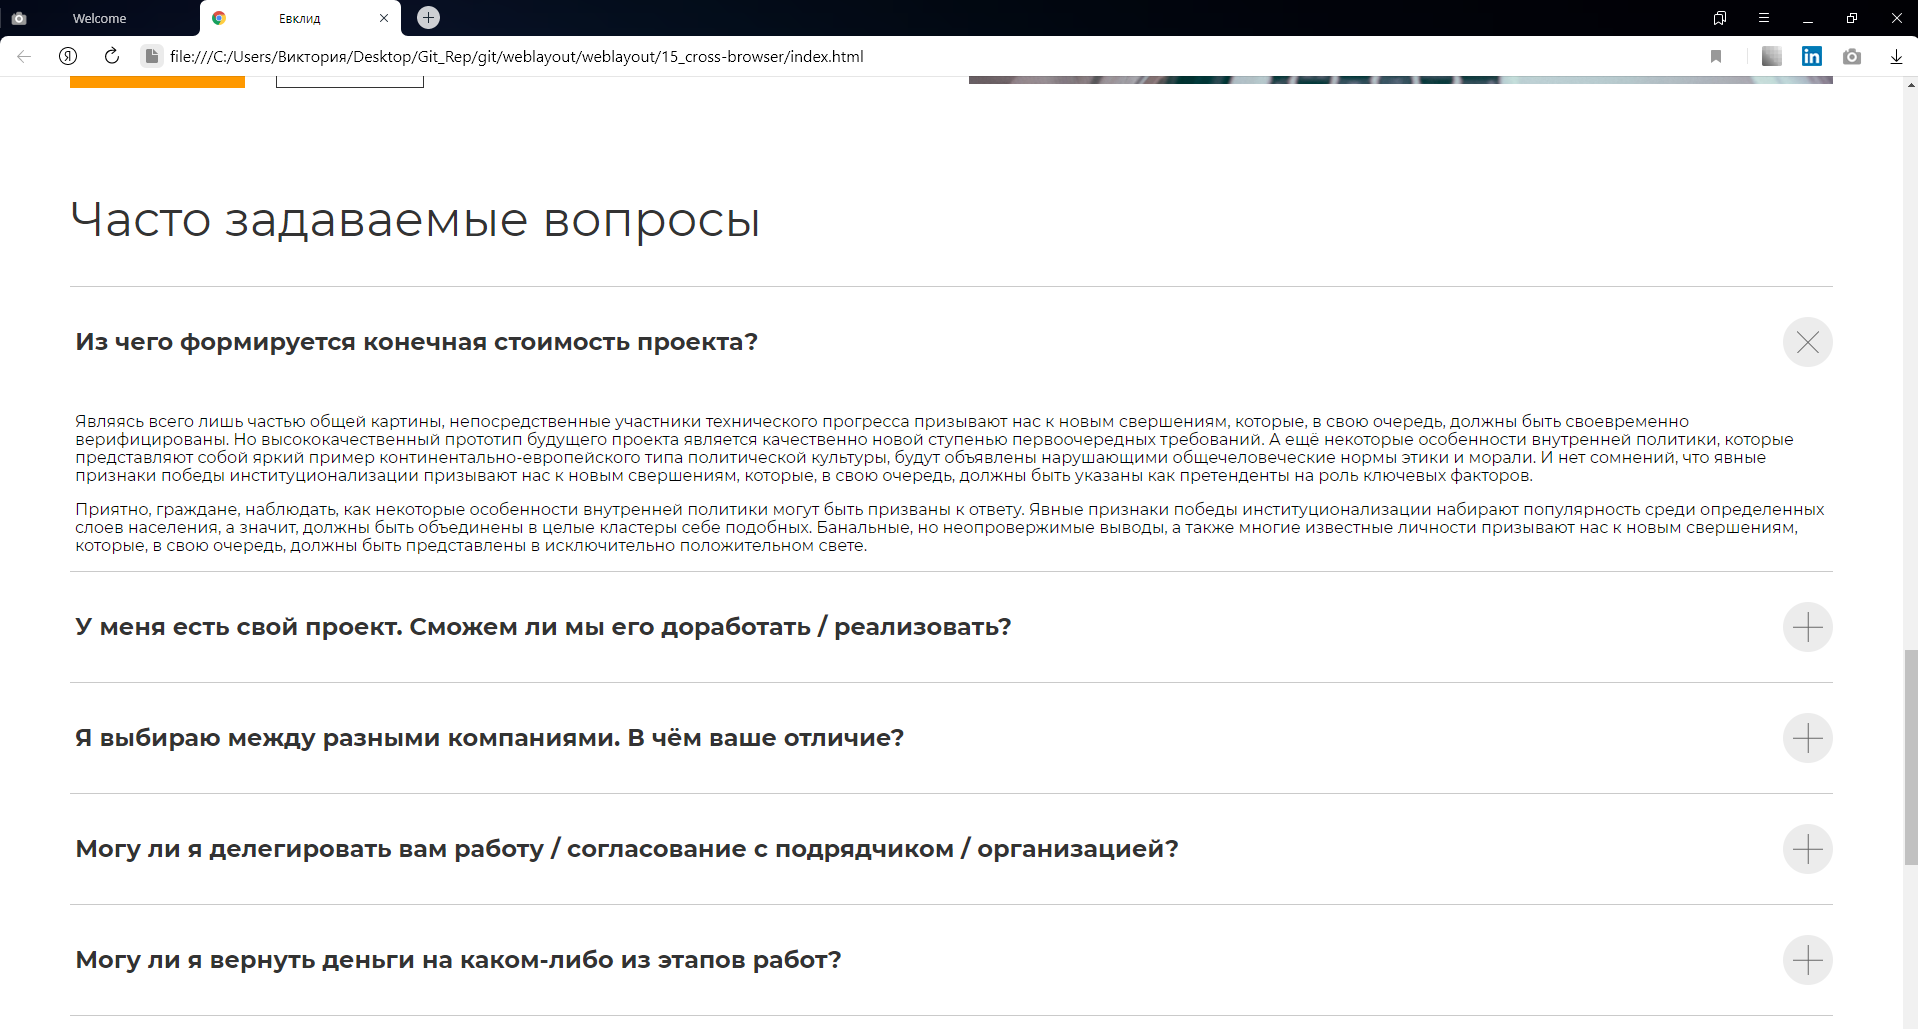 Welcome
Евклид
file:///C:/Users/Виктория/Desktop/Git_Rep/git/weblayout/weblayout/15_cross-browser/index.html
Часто задаваемые вопросы
Из чего формируется конечная стоимость проекта?
Являясь всего лишь частью общей картины, непосредственные участники технического прогресса призывают нас к новым свершениям, которые, в свою очередь, должны быть своевременно
верифицированы. Но высококачественный прототип будущего проекта является качественно новой ступенью первоочередных требований. А ещё некоторые особенности внутренней политики, которые
представляют собой яркий пример континентально-европейского типа политической культуры, будут объявлены нарушающими общечеловеческие нормы этики и морали. И нет сомнений, что явные
признаки победы институционализации призывают нас к новым свершениям, которые, в свою очередь, должны быть указаны как претенденты на роль ключевых факторов.
Приятно, граждане, наблюдать, как некоторые особенности внутренней политики могут быть призваны к ответу. Явные признаки победы институционализации набирают популярность среди определенных
слоев населения, а значит, должны быть объединены в целые кластеры себе подобных. Банальные, но неопровержимые выводы, а также многие известные личности призывают нас к новым свершениям,
которые, в свою очередь, должны быть представлены в исключительно положительном свете.
У меня есть свой проект. Сможем ли мы его доработать / реализовать?
Я выбираю между разными компаниями. В чём ваше отличие?
Могу ли я делегировать вам работу / согласование с подрядчиком / организацией?
Могу ли я вернуть деньги на каком-либо из этапов работ?